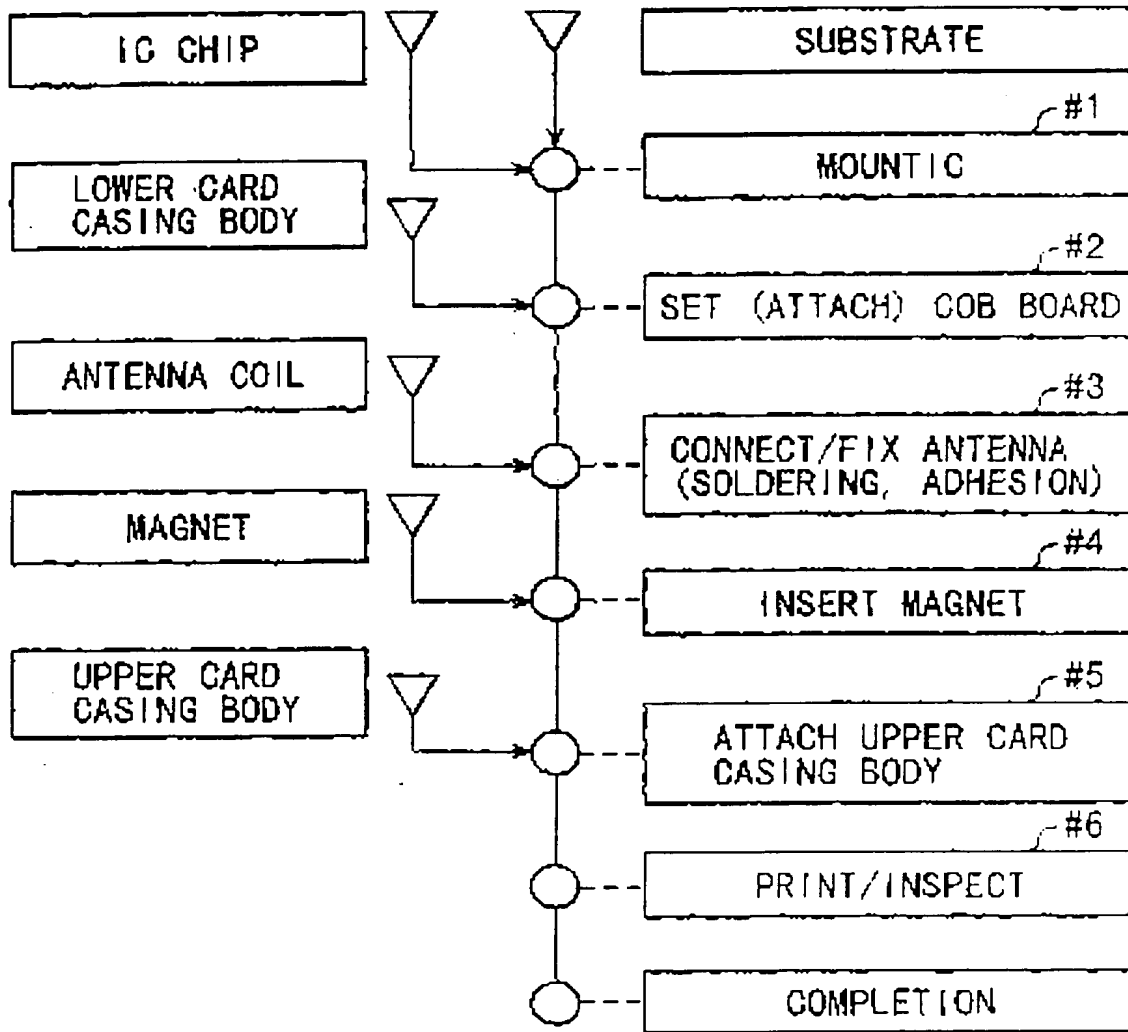 IC CHIP
SUBSTRATE
#1
MOUNTIC
LOWER CARD
CASING BODY
#2
SET (ATTACH) COB BOARD
ANTENNA COIL
#3
CONNECT/FIX ANTENNA
(SOLDERING, ADHESION)
MAGNET
#4
INSERT MAGNET
UPPER CARD
CASING BODY
#5
ATTACH UPPER CARD
CASING BODY
#6
PRINT/INSPECT
COMPLETION